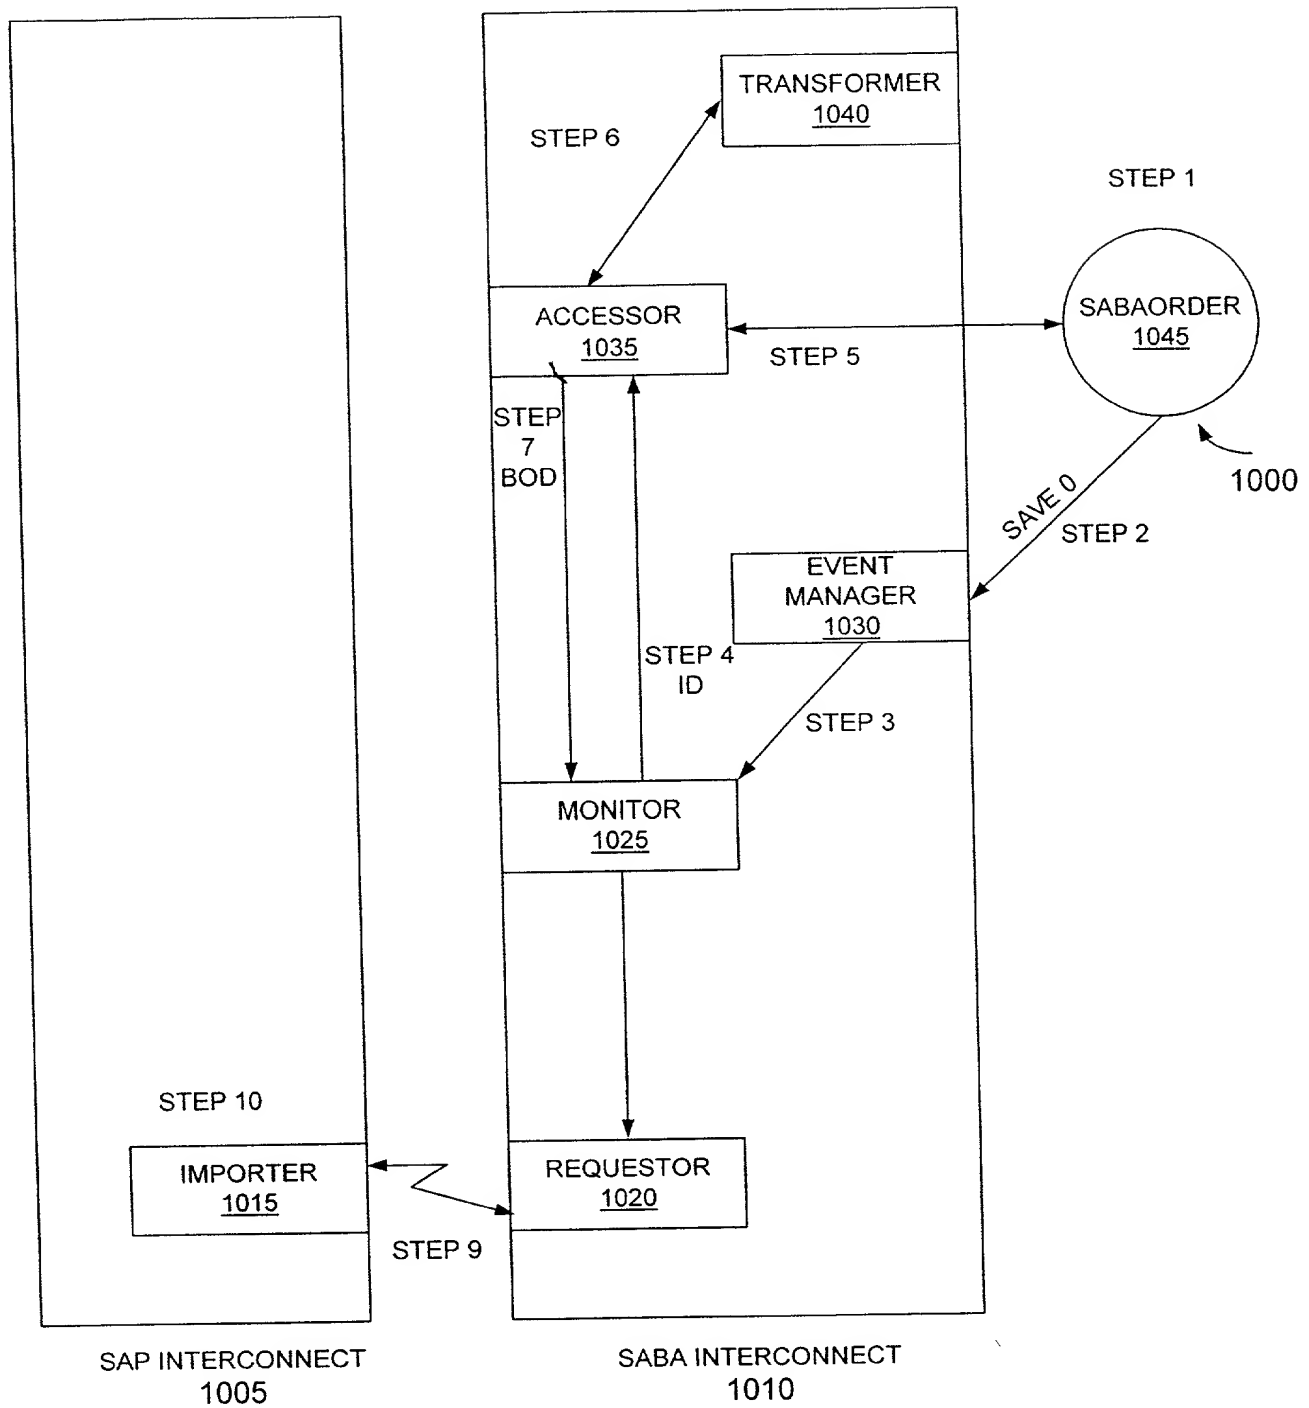 TRANSFORMER
1040
STEP 6
STEP 1
ACCESSOR
1035
STEP 5
SABAORDER
1045
STEP
7
BOD
1000
SAVE 0
STEP 2
EVENT
MANAGER
1030
STEP 4
ID
STEP 3
MONITOR
1025
STEP 10
IMPORTER
1015
REQUESTOR
1020
STEP 9
SAP INTERCONNECT
1005
SABA INTERCONNECT
1010